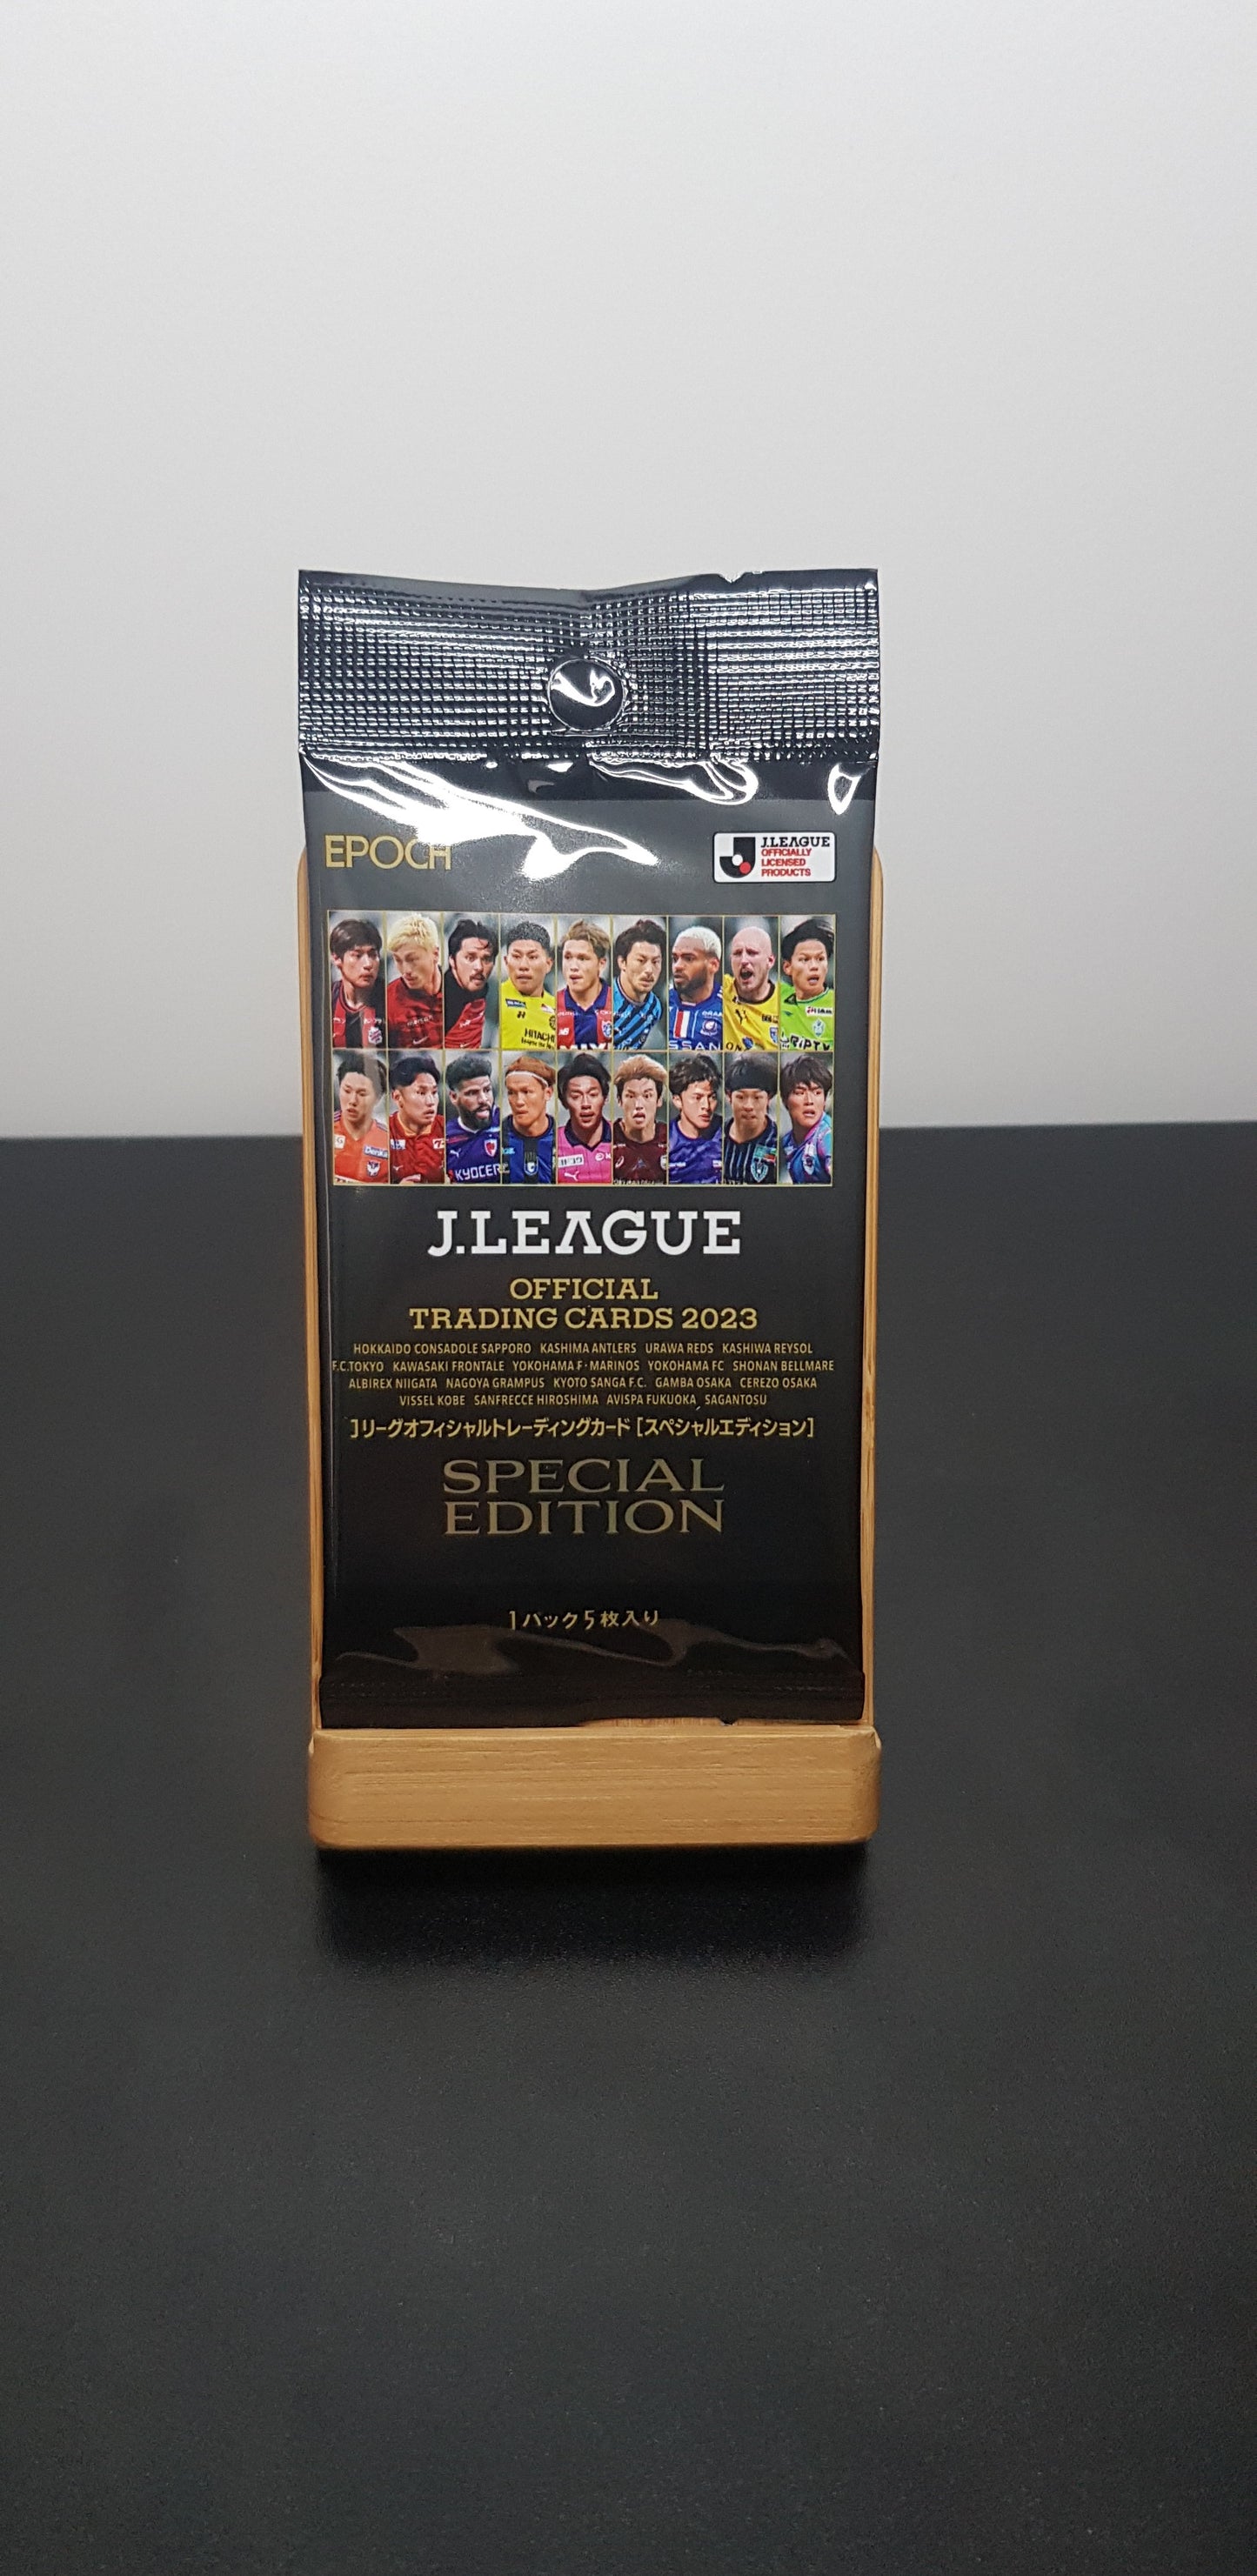 EPOCH
J.LEAGUE
OFFICIALLY
LICENSED
PRODUCTS
HITACHI
KYOCERA
J.LEAGUE
OFFICIAL
TRADING CARDS 2023
HOKKAIDO CONSADOLE SAPPORO KASHIMA ANTLERS URAWA REDS KASHIWA REYSOL
F.C.TOKYO KAWASAKI FRONTALE YOKOHAMA F・MARINOS YOKOHAMA FC SHONAN BELLMARE
ALBIREX NIIGATA NAGOYA GRAMPUS KYOTO SANGA F.C. GAMBA OSAKA CEREZO OSAKA
VISSEL KOBE SANFRECCE HIROSHIMA AVISPA FUKUOKA SAGANTOSU
Jリーグオフィシャルトレーディングカード [スペシャルエディション]
SPECIAL
EDITION
1パック5枚入り